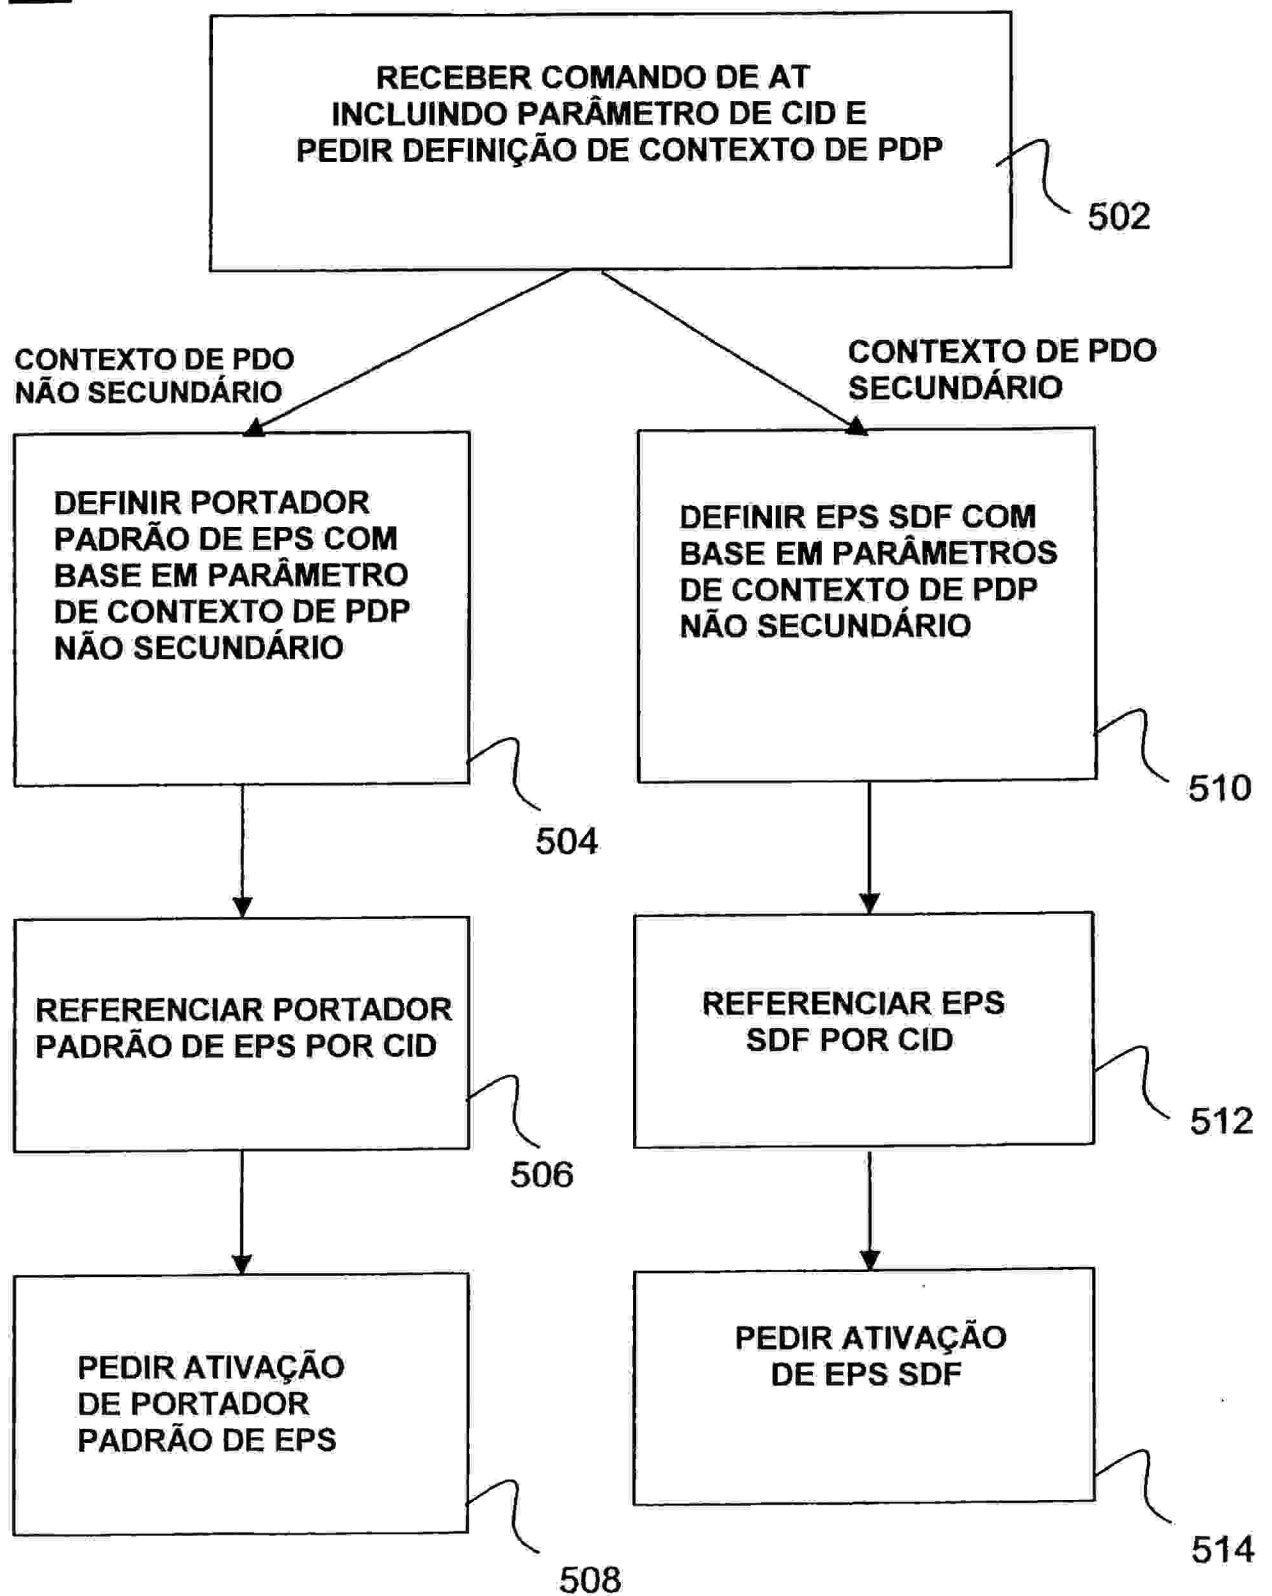 RECEBER COMANDO DE AT
INCLUINDO PARÂMETRO DE CID E
PEDIR DEFINIÇÃO DE CONTEXTO DE PDP
502
CONTEXTO DE PDO
NÃO SECUNDÁRIO
CONTEXTO DE PDO
SECUNDÁRIO
DEFINIR PORTADOR
PADRÃO DE EPS COM
BASE EM PARÂMETRO
DE CONTEXTO DE PDP
NÃO SECUNDÁRIO
504
DEFINIR EPS SDF COM
BASE EM PARÂMETROS
DE CONTEXTO DE PDP
NÃO SECUNDÁRIO
510
REFERENCIAR PORTADOR
PADRÃO DE EPS POR CID
506
REFERENCIAR EPS
SDF POR CID
512
PEDIR ATIVAÇÃO
DE PORTADOR
PADRÃO DE EPS
508
PEDIR ATIVAÇÃO
DE EPS SDF
514